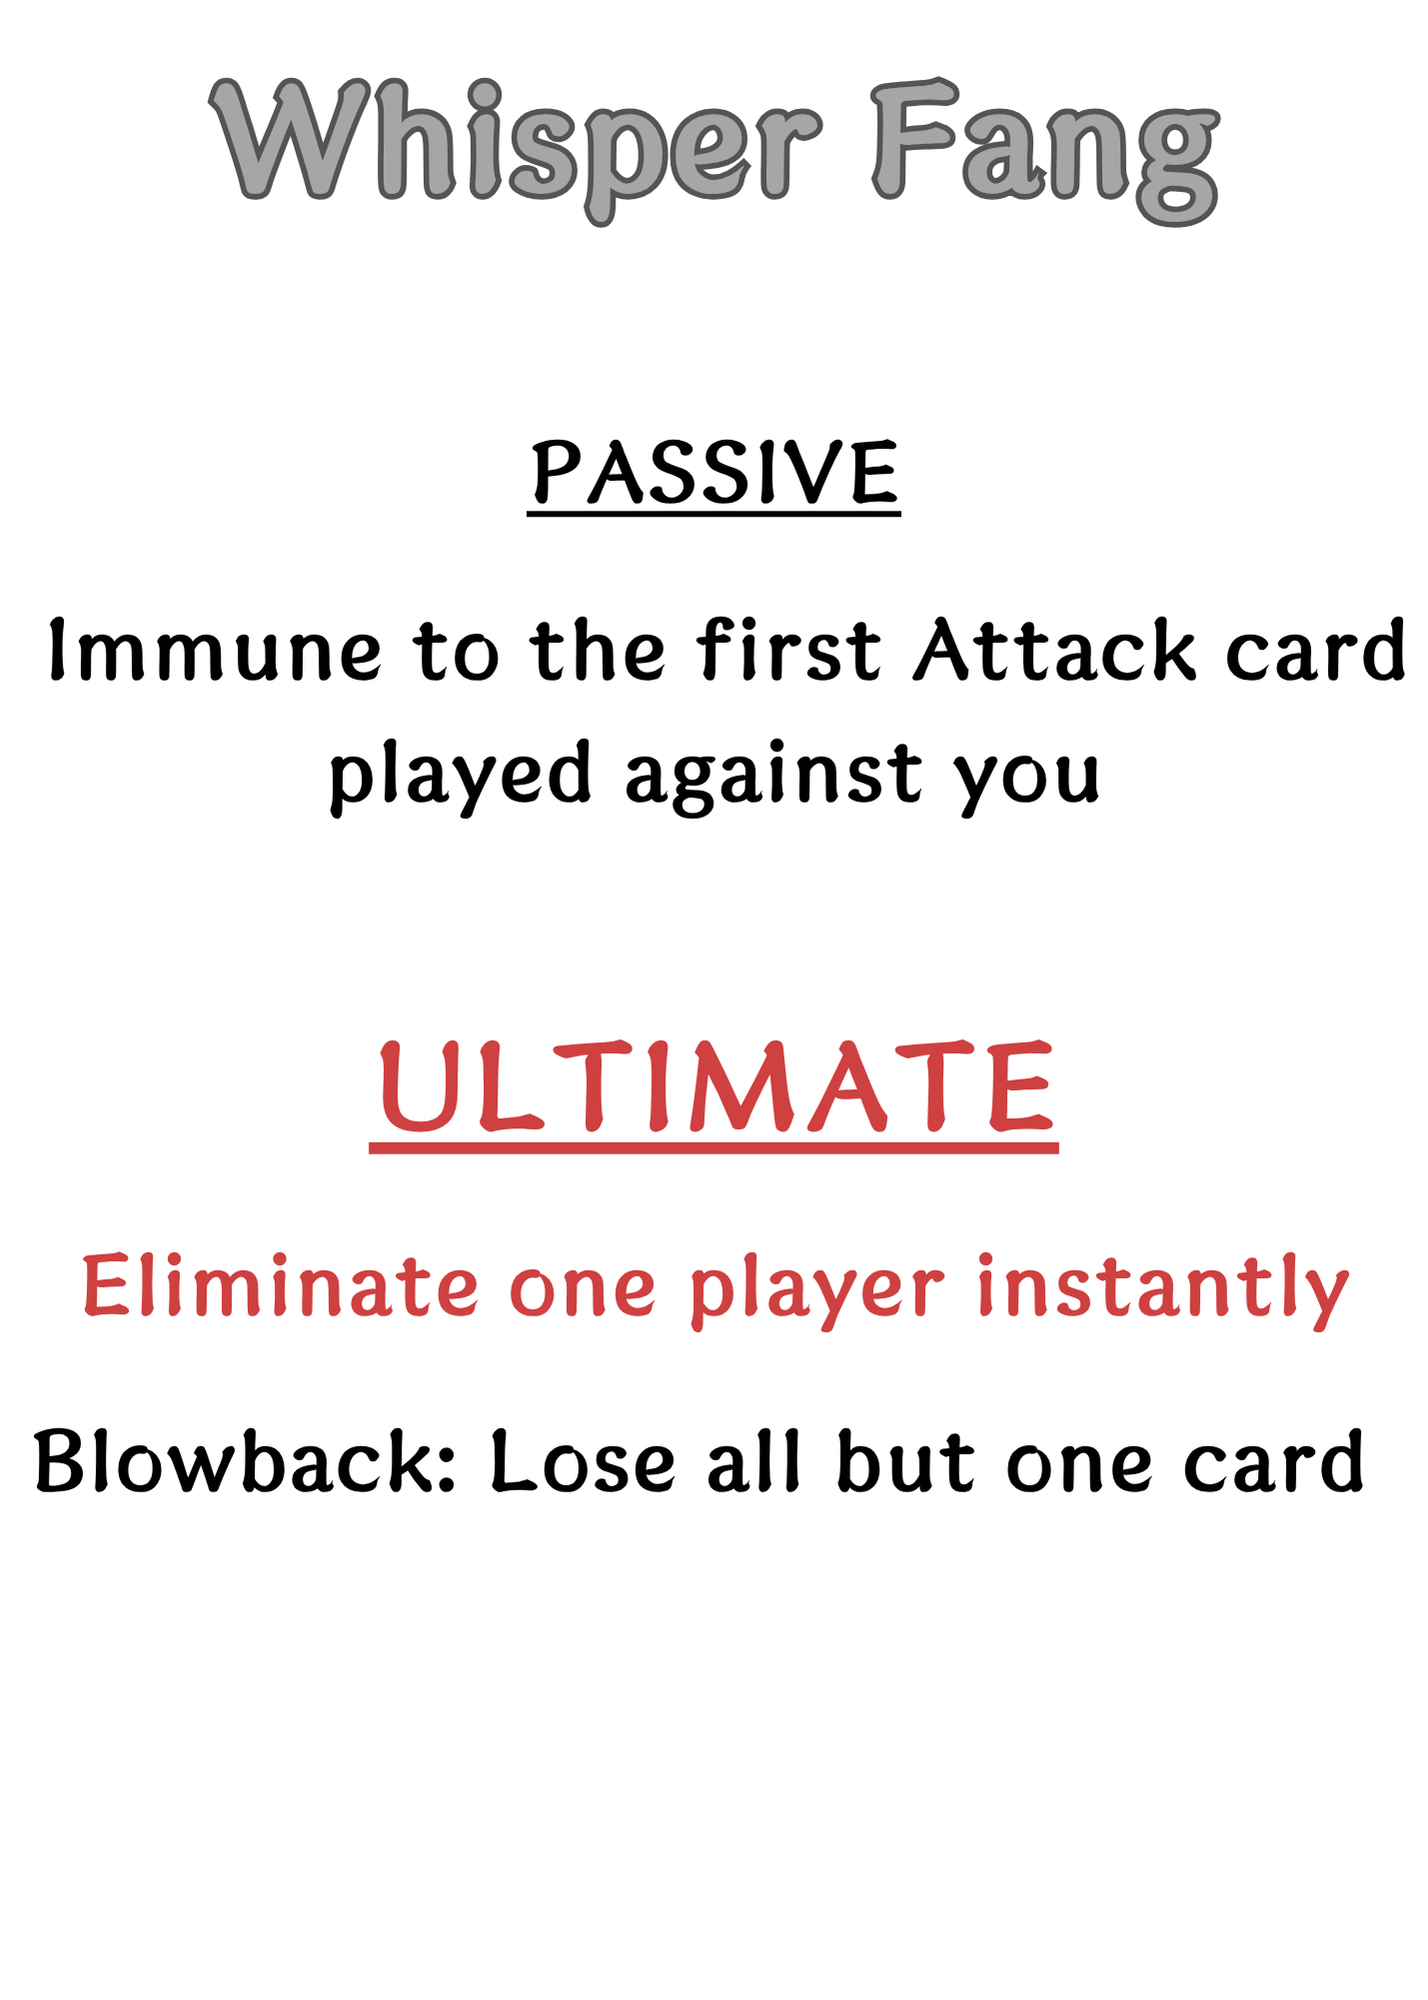 Whisper Fang
PASSIVE
Immune to the first Attack card
played against you
ULTIMATE
Eliminate one player instantly
Blowback: Lose all but one card